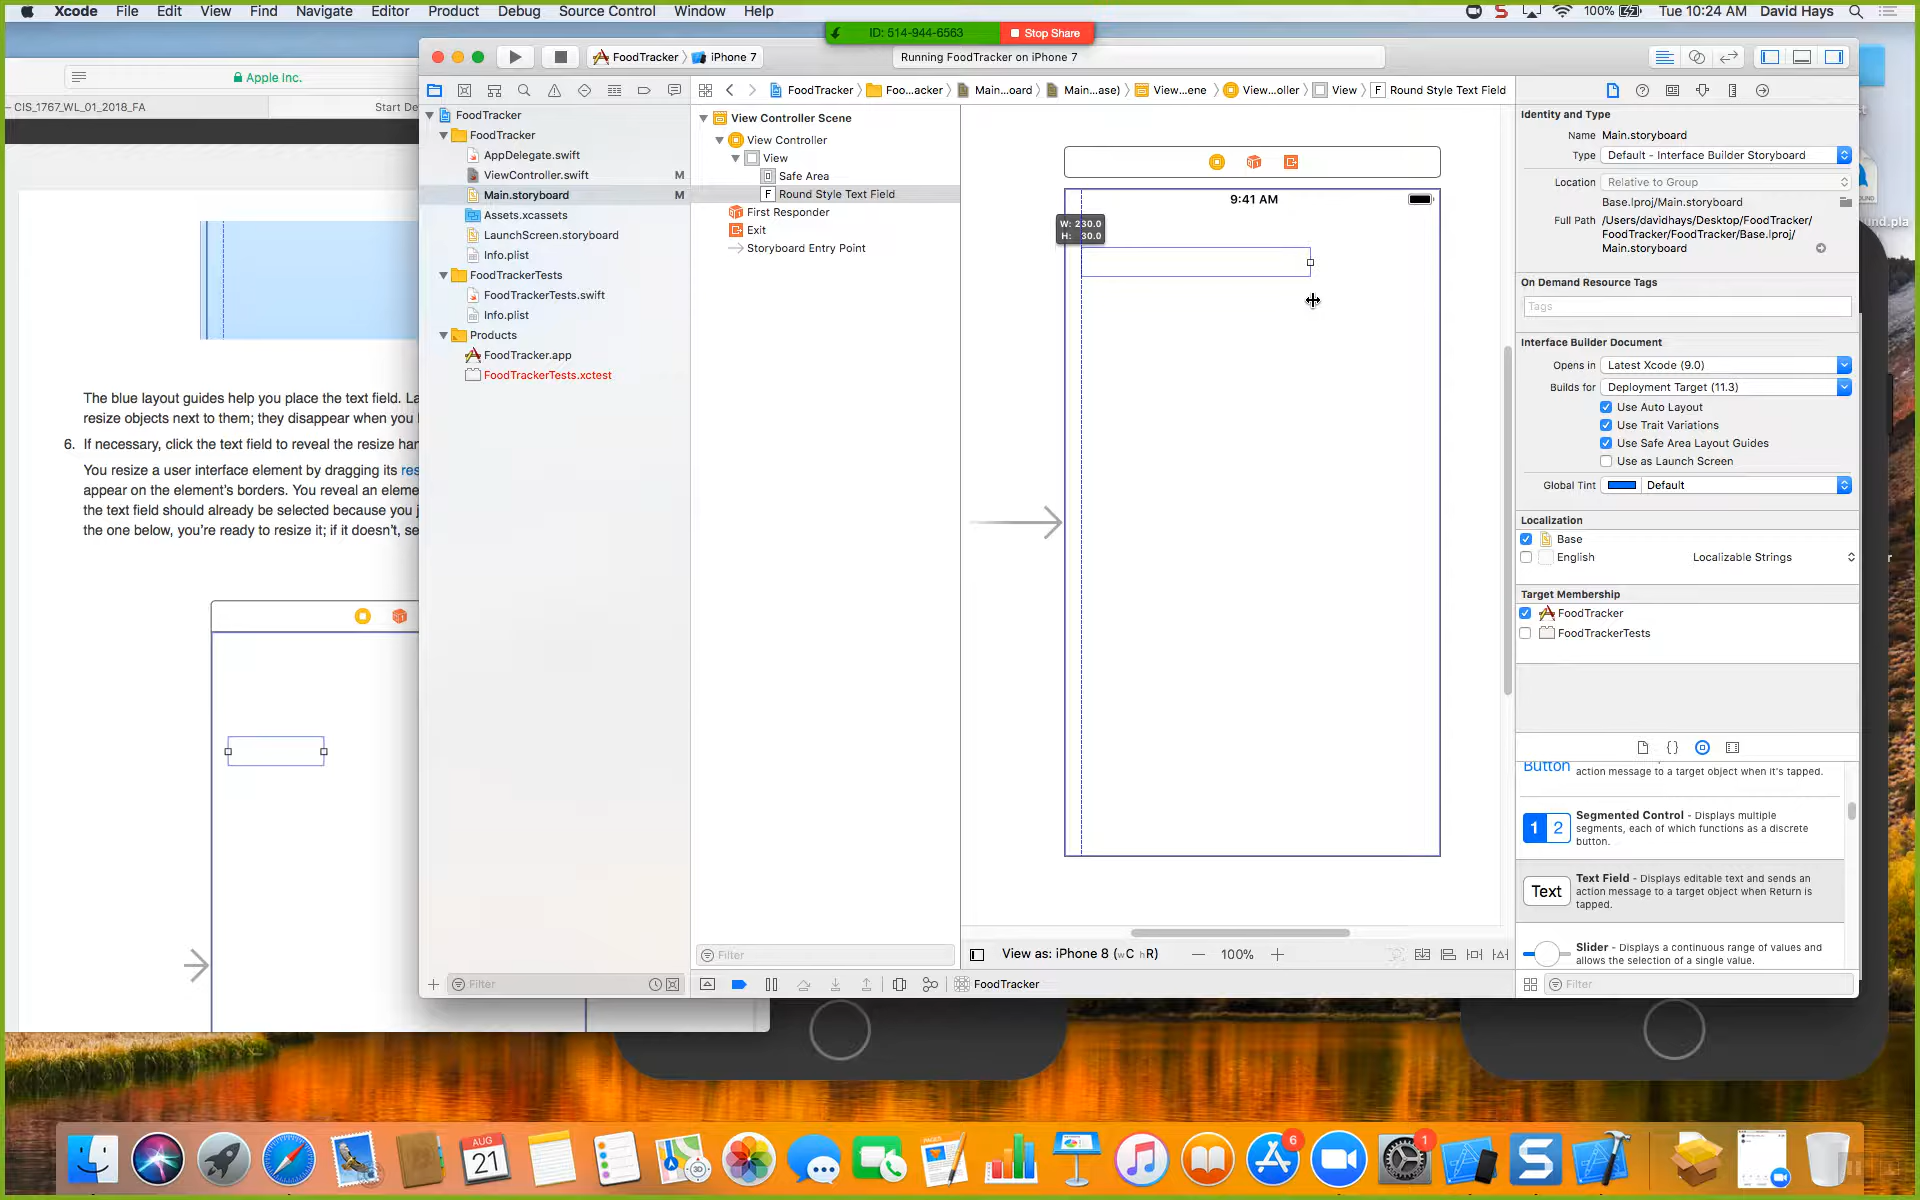 Xcode File Edit View Find Navigate Editor Product Debug Source Control Window Help
100% Tue 10:24 AM David Hays
ID: 514-944-6563 Stop Share
FoodTracker iPhone 7 Running FoodTracker on iPhone 7
Apple Inc.
– CIS_1767_WL_01_2018_FA
Start De
FoodTracker Foo...acker Main....oard Main....ase) View...ene View...oller View Round Style Text Field
FoodTracker
FoodTracker
AppDelegate.swift
ViewController.swift M
Main.storyboard M
Assets.xcassets
LaunchScreen.storyboard
Info.plist
FoodTrackerTests
FoodTrackerTests.swift
Info.plist
Products
FoodTracker.app
FoodTrackerTests.xctest
Filter
View Controller Scene
View Controller
View
Safe Area
F Round Style Text Field
First Responder
Exit
Storyboard Entry Point
Filter
9:41 AM
W: 230.0
H: 30.0
View as: iPhone 8 (wC hR)
100%
FoodTracker
Identity and Type
Name Main.storyboard
Type Default - Interface Builder Storyboard
Location Relative to Group
Base.lproj/Main.storyboard
Full Path /Users/davidhays/Desktop/FoodTracker/
FoodTracker/FoodTracker/Base.lproj/
Main.storyboard
On Demand Resource Tags
Tags
Interface Builder Document
Opens in Latest Xcode (9.0)
Builds for Deployment Target (11.3)
Use Auto Layout
Use Trait Variations
Use Safe Area Layout Guides
Use as Launch Screen
Global Tint Default
Localization
Base
English Localizable Strings
Target Membership
FoodTracker
FoodTrackerTests
Button action message to a target object when it's tapped.
1 2
Segmented Control - Displays multiple
segments, each of which functions as a discrete
button.
Text
Text Field - Displays editable text and sends an
action message to a target object when Return is
tapped.
Slider - Displays a continuous range of values and
allows the selection of a single value.
Filter
The blue layout guides help you place the text field. La
resize objects next to them; they disappear when you
6. If necessary, click the text field to reveal the resize har
You resize a user interface element by dragging its res
appear on the element's borders. You reveal an eleme
the text field should already be selected because you j
the one below, you're ready to resize it; if it doesn't, se
und.pla
AUG
21
3D
PAGES
6
1